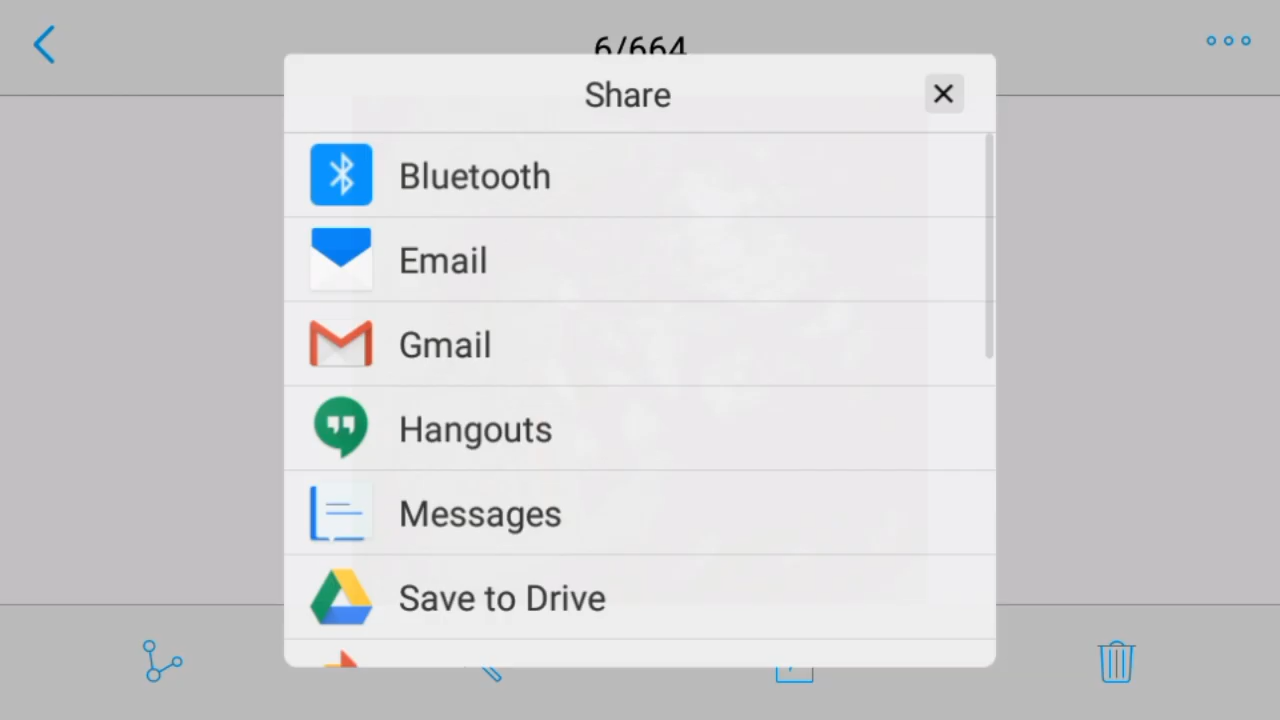 6/664
Share
Bluetooth
Email
Gmail
Hangouts
Messages
Save to Drive